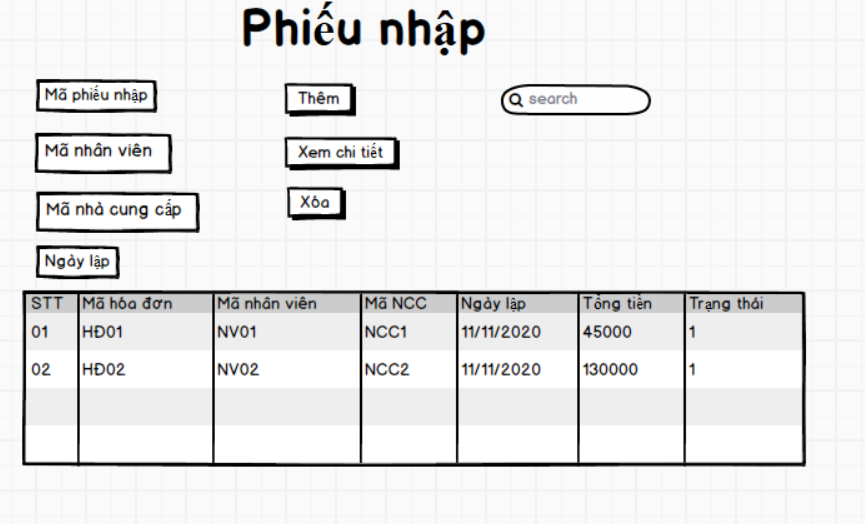 Phiếu nhập
Mã phiếu nhập
Thêm
search
Mã nhân viên
Xem chi tiết
Mã nhà cung cấp
Xóa
Ngày lập
STT Mã hóa đơn Mã nhân viên Mã NCC Ngày lập Tổng tiền Trạng thái
01 HĐ01 NV01 NCC1 11/11/2020 45000 1
02 HĐ02 NV02 NCC2 11/11/2020 130000 1